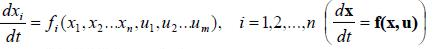 dx_i/dt = f_i(x_1, x_2...x_n, u_1, u_2...u_m), i = 1,2,...,n (dx/dt = f(x,u))